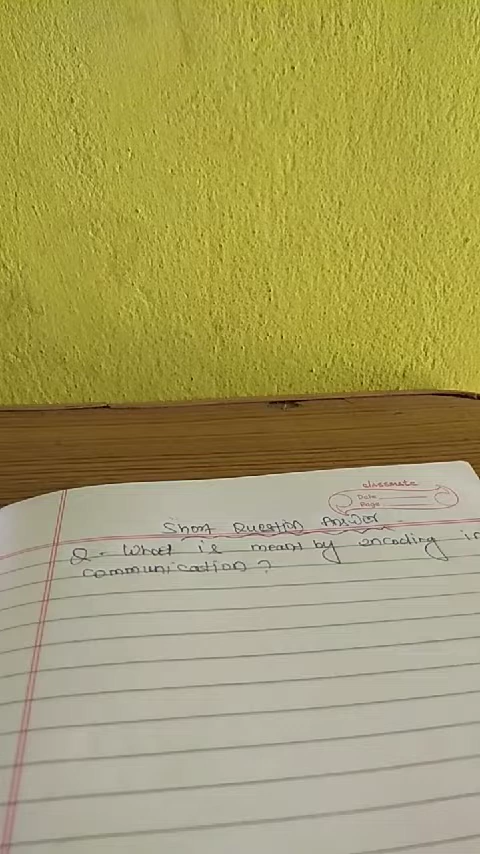 classmate
Date
Page
Short Question Answer
Q - What is meant by encoding in
communication ?